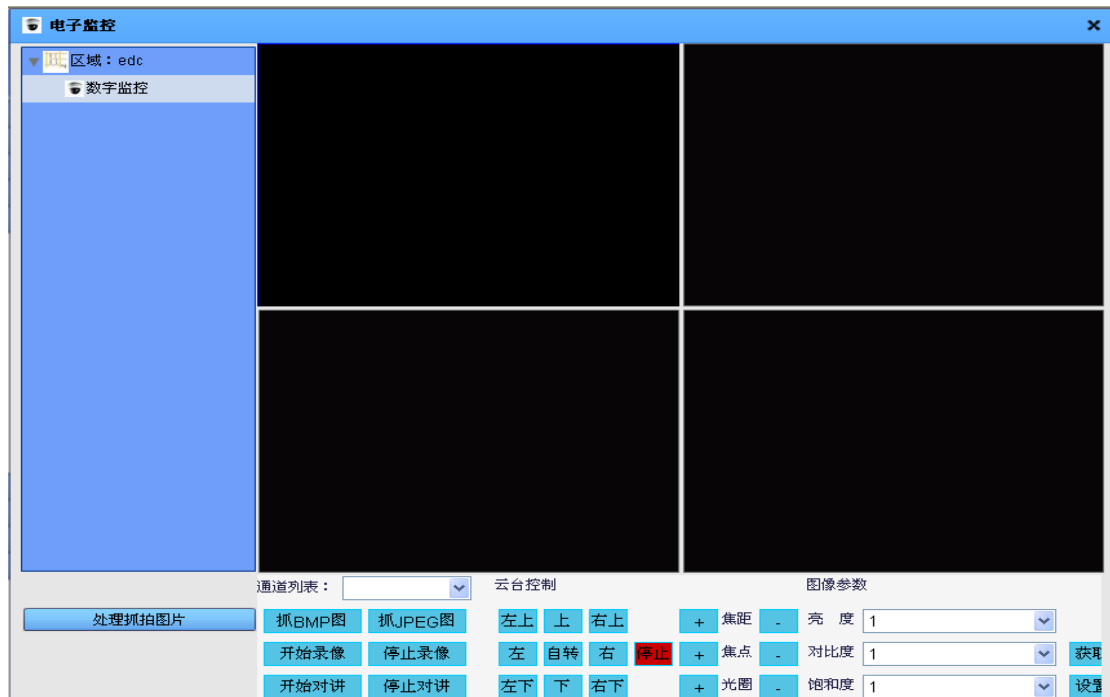 电子监控
区域：edc
数字监控
通道列表： 云台控制 图像参数
处理抓拍图片 抓BMP图 抓JPEG图 左上 上 右上 + 焦距 - 亮 度 1
开始录像 停止录像 左 自转 右 停止 + 焦点 - 对比度 1 获取
开始对讲 停止对讲 左下 下 右下 + 光圈 - 饱和度 1 设置